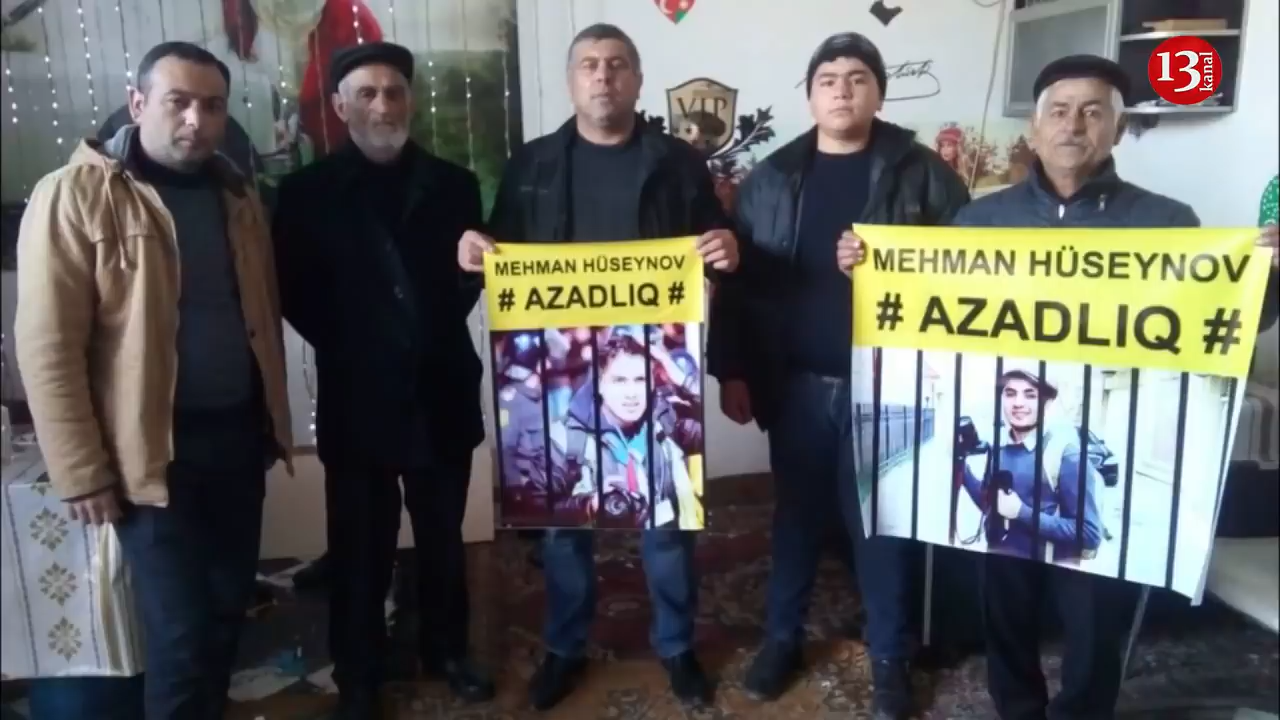 13
kanal
VIP
MEHMAN HÜSEYNOV
# AZADLIQ #
MEHMAN HÜSEYNOV
# AZADLIQ #